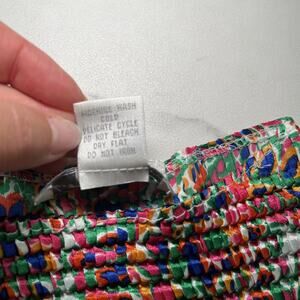 MACHINE WASH
COLD
DELICATE CYCLE
DO NOT BLEACH
DRY FLAT
DO NOT IRON